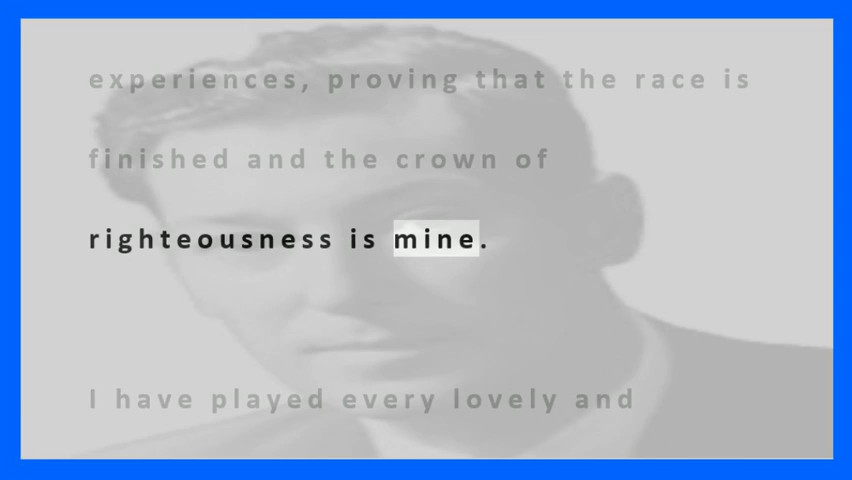 experiences, proving that the race is
finished and the crown of
righteousness is mine.
I have played every lovely and